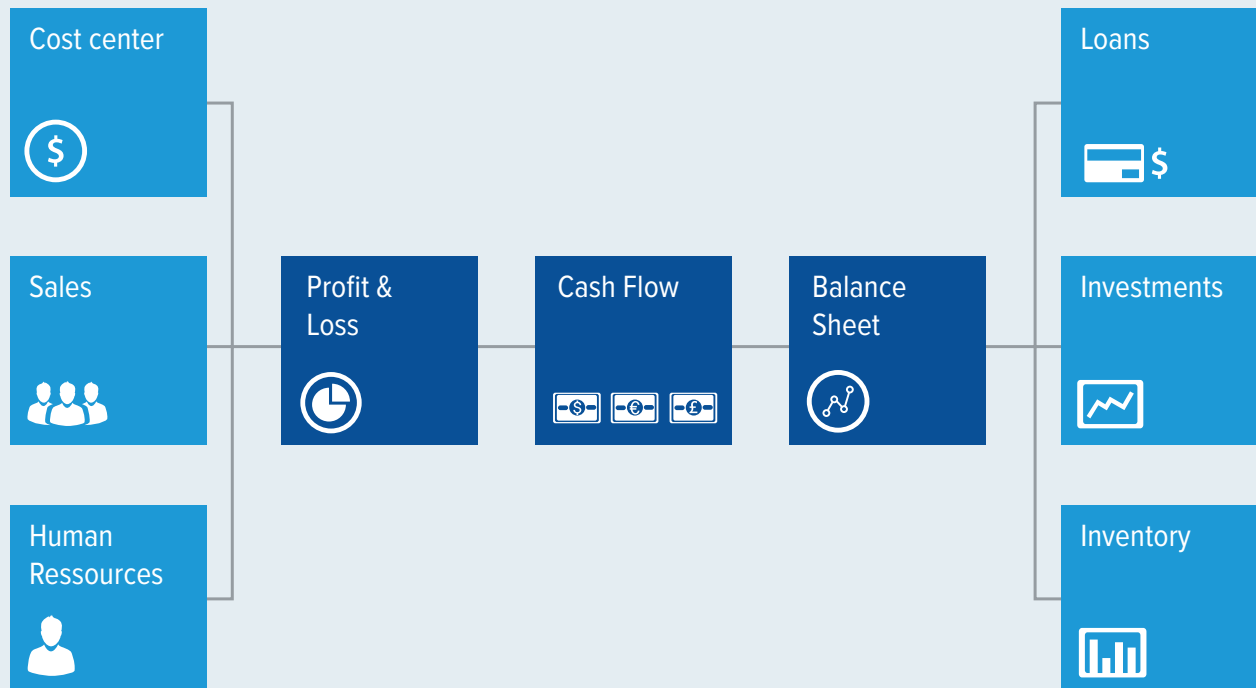 Cost center
$
Loans
$
Sales
Profit &
Loss
Cash Flow
$ € £
Balance
Sheet
Investments
Human
Ressources
Inventory